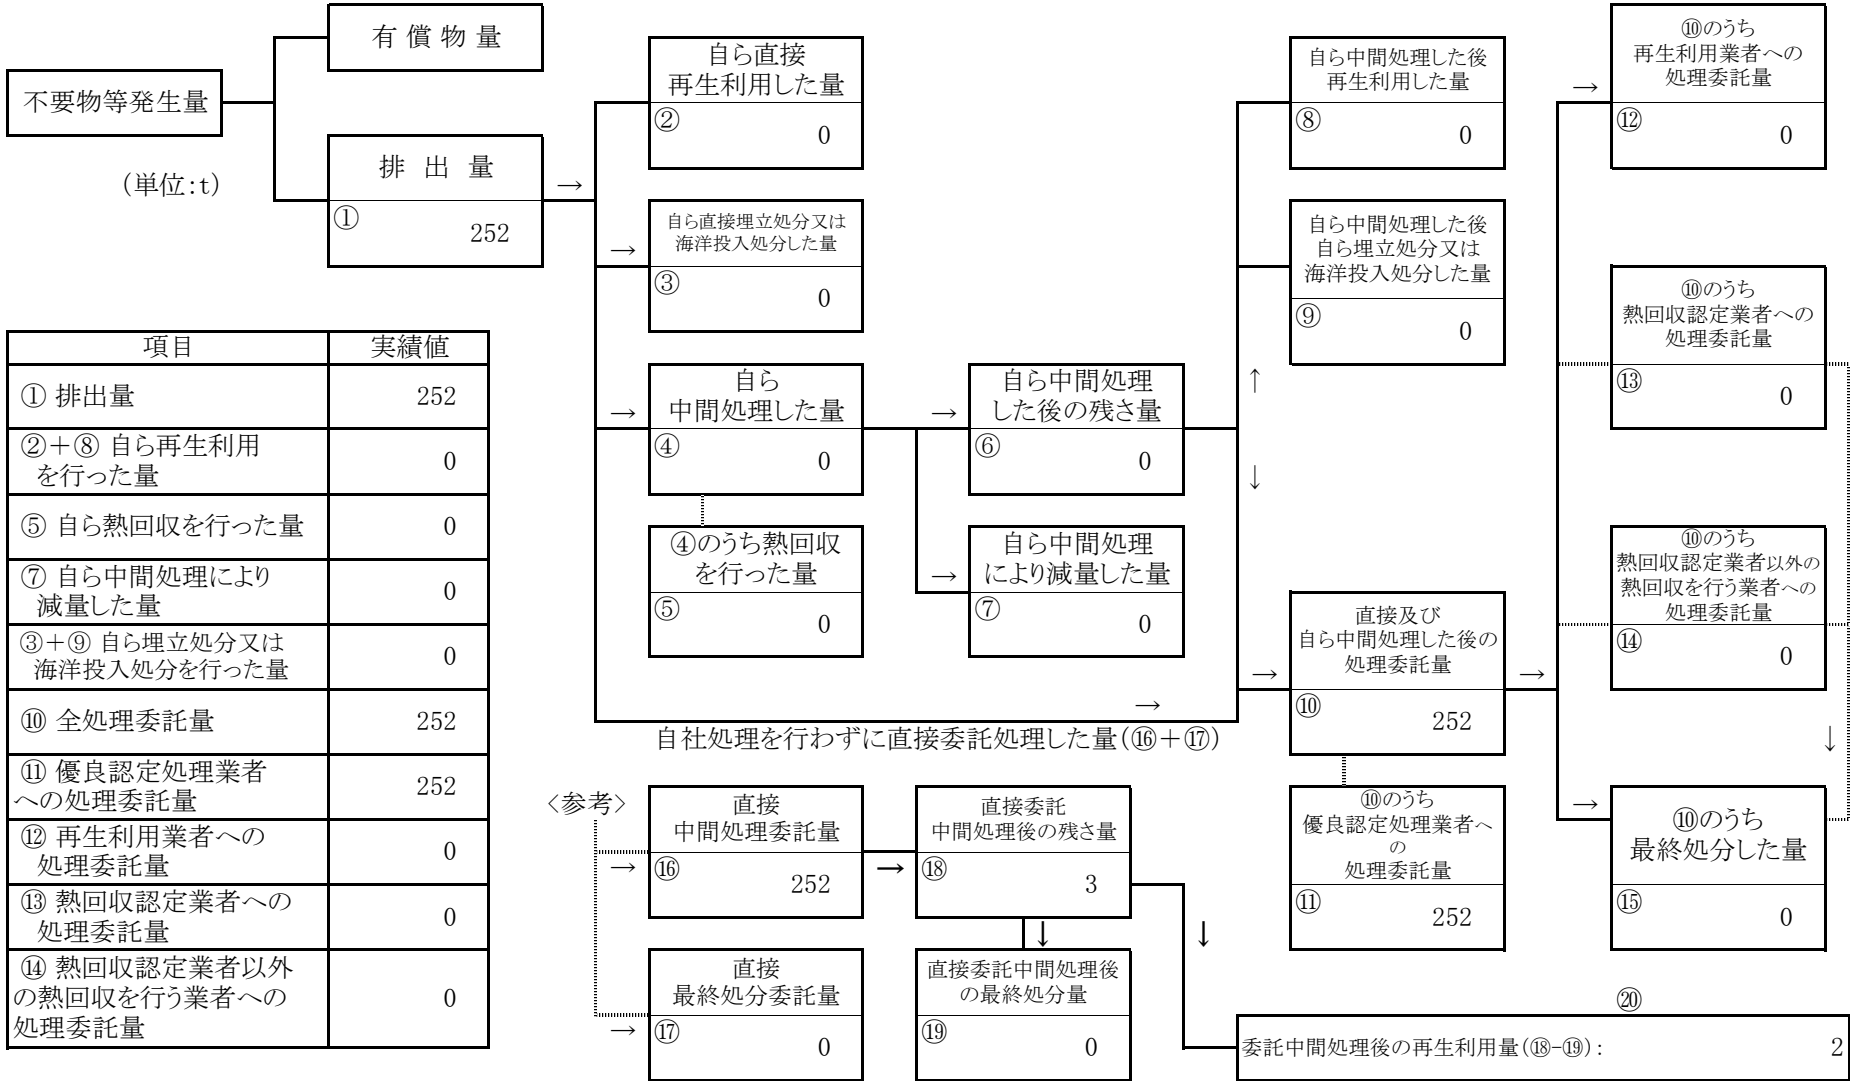 有 償 物 量
不要物等発生量
（単位：t）
排 出 量
①
252
→
自ら直接
再生利用した量
②
0
→
自ら直接埋立処分又は
海洋投入処分した量
③
0
→
自ら
中間処理した量
④
0
④のうち熱回収
を行った量
⑤
0
→
自ら中間処理
した後の残さ量
⑥
0
→
自ら中間処理
により減量した量
⑦
0
自ら中間処理した後
再生利用した量
⑧
0
自ら中間処理した後
自ら埋立処分又は
海洋投入処分した量
⑨
0
↑
↓
→
自社処理を行わずに直接委託処理した量（⑯＋⑰）
→
直接及び
自ら中間処理した後の
処理委託量
⑩
252
⑩のうち
優良認定処理業者へ
の
処理委託量
⑪
252
→
→
⑩のうち
再生利用業者への
処理委託量
⑫
0
⑩のうち
熱回収認定業者への
処理委託量
⑬
0
⑩のうち
熱回収認定業者以外の
熱回収を行う業者への
処理委託量
⑭
0
↓
→
⑩のうち
最終処分した量
⑮
0
項目 実績値
① 排出量 252
②＋⑧ 自ら再生利用
を行った量 0
⑤ 自ら熱回収を行った量 0
⑦ 自ら中間処理により
減量した量 0
③＋⑨ 自ら埋立処分又は
海洋投入処分を行った量 0
⑩ 全処理委託量 252
⑪ 優良認定処理業者
への処理委託量 252
⑫ 再生利用業者への
処理委託量 0
⑬ 熱回収認定業者への
処理委託量 0
⑭ 熱回収認定業者以外
の熱回収を行う業者への
処理委託量 0
〈参考〉
→
直接
中間処理委託量
⑯
252
→
直接委託
中間処理後の残さ量
⑱
3
→
直接
最終処分委託量
⑰
0
↓
直接委託中間処理後
の最終処分量
⑲
0
↓
⑳
委託中間処理後の再生利用量（⑱-⑲）： 2